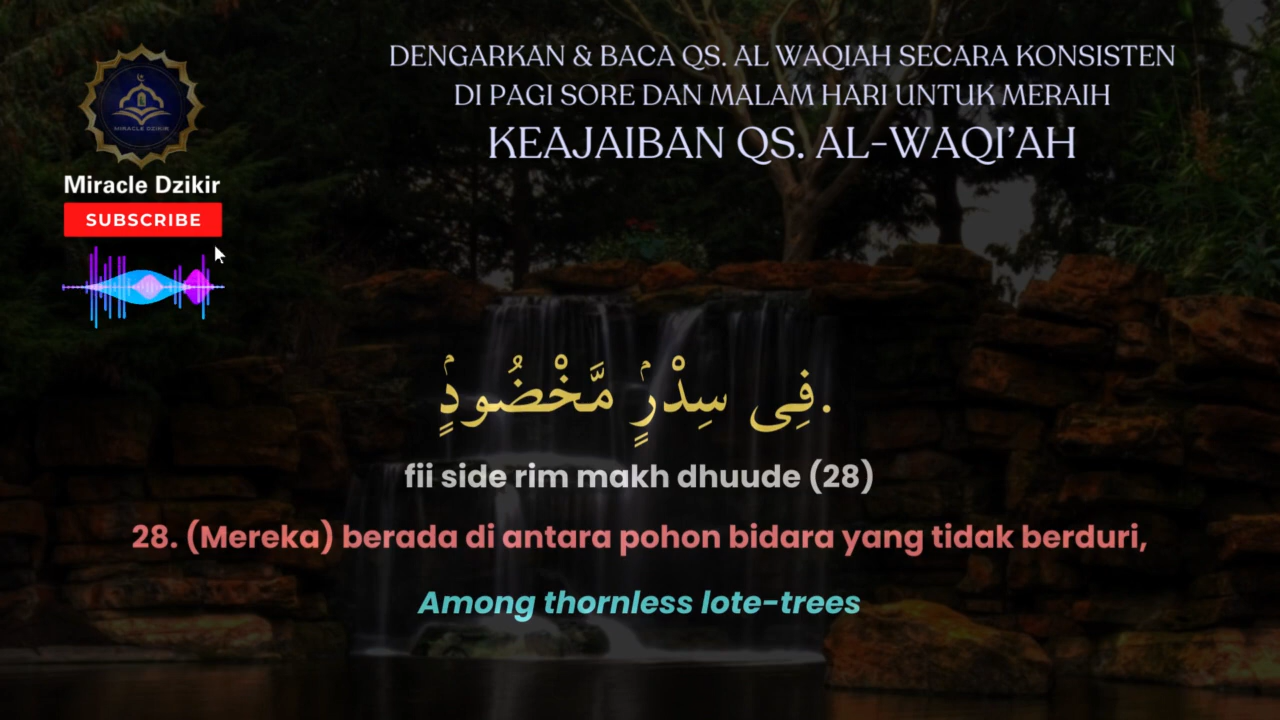 DENGARKAN & BACA QS. AL WAQIAH SECARA KONSISTEN
DI PAGI SORE DAN MALAM HARI UNTUK MERAIH
KEAJAIBAN QS. AL-WAQI'AH
MIRACLE DZIKIR
Miracle Dzikir
SUBSCRIBE
فِى سِدْرٍۢ مَّخْضُودٍۢ.
fii side rim makh dhuude (28)
28. (Mereka) berada di antara pohon bidara yang tidak berduri,
Among thornless lote-trees